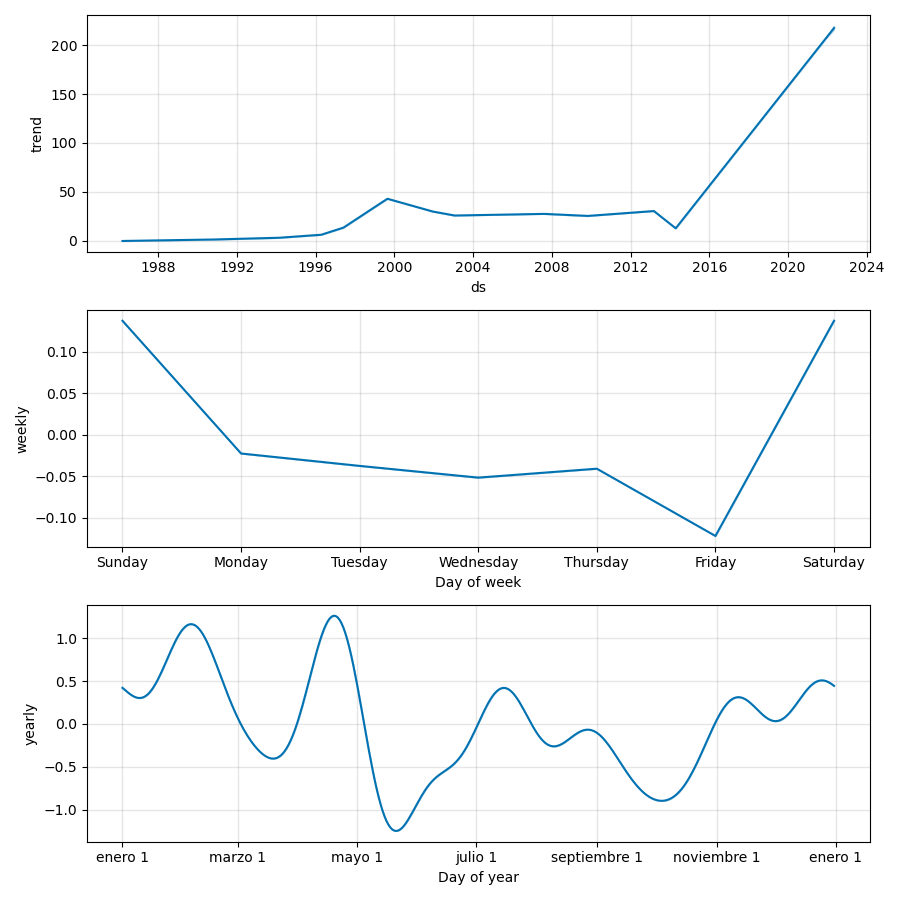 200
150
100
50
0
trend
1988 1992 1996 2000 2004 2008 2012 2016 2020 2024
ds
0.10
0.05
0.00
−0.05
−0.10
weekly
Sunday Monday Tuesday Wednesday Thursday Friday Saturday
Day of week
1.0
0.5
0.0
−0.5
−1.0
yearly
enero 1 marzo 1 mayo 1 julio 1 septiembre 1 noviembre 1 enero 1
Day of year